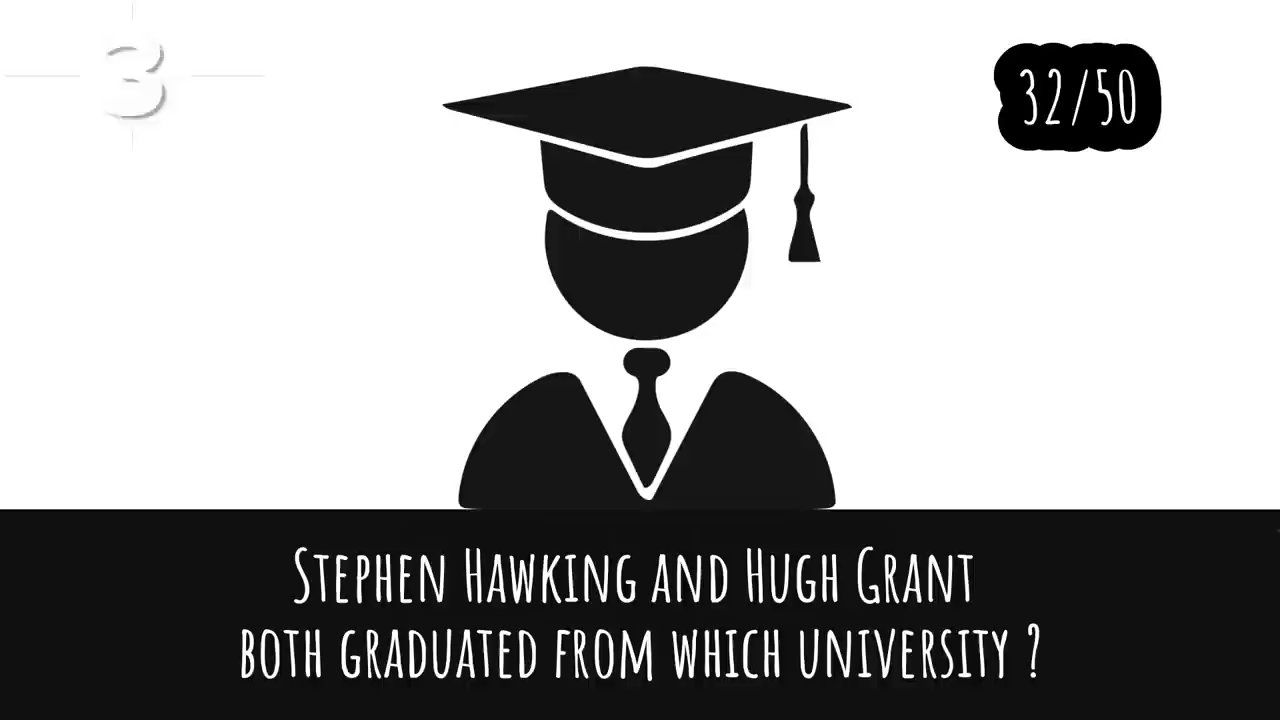 3
32/50
Stephen Hawking and Hugh Grant
both graduated from which university ?